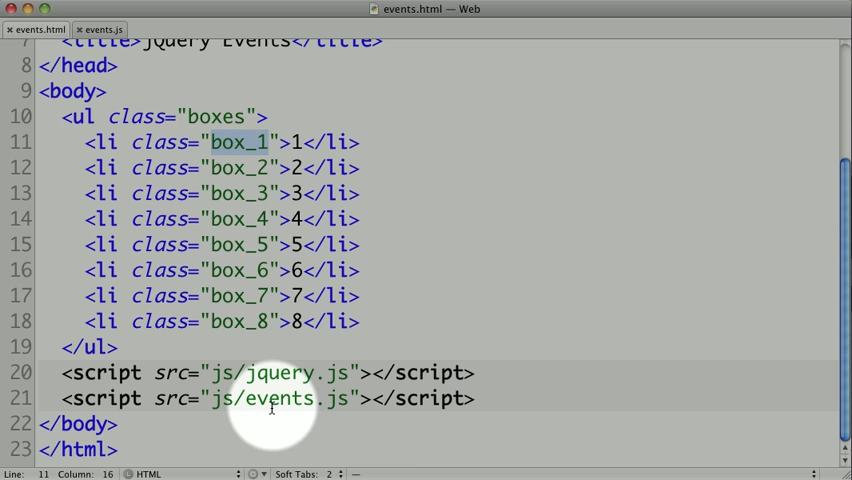 events.html — Web
events.html events.js
7 <title>jQuery Events</title>
8 </head>
9 <body>
10 <ul class="boxes">
11 <li class="box_1">1</li>
12 <li class="box_2">2</li>
13 <li class="box_3">3</li>
14 <li class="box_4">4</li>
15 <li class="box_5">5</li>
16 <li class="box_6">6</li>
17 <li class="box_7">7</li>
18 <li class="box_8">8</li>
19 </ul>
20 <script src="js/jquery.js"></script>
21 <script src="js/events.js"></script>
22 </body>
23 </html>
Line: 11 Column: 16 HTML Soft Tabs: 2 —